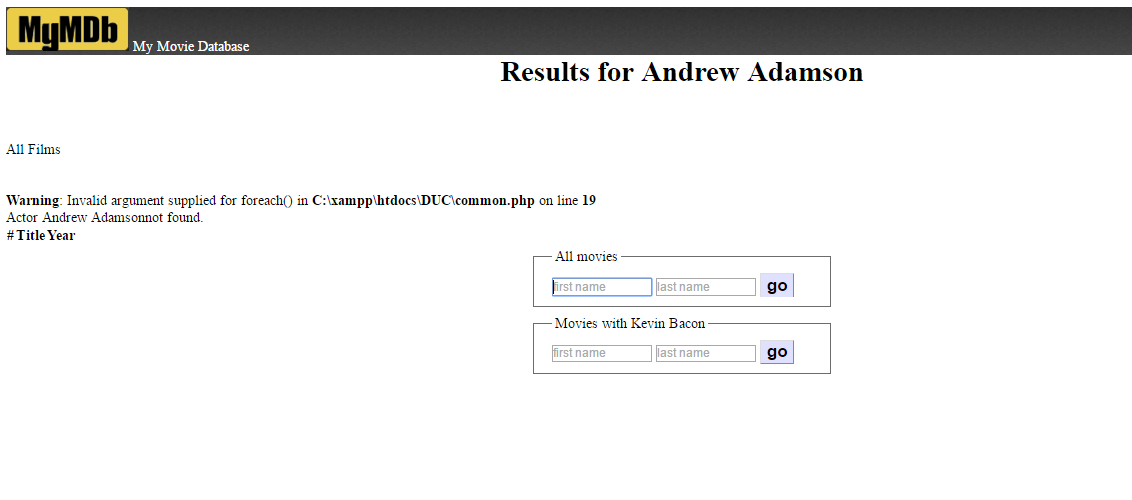 MyMDb My Movie Database
Results for Andrew Adamson
All Films
Warning: Invalid argument supplied for foreach() in C:\xampp\htdocs\DUC\common.php on line 19
Actor Andrew Adamsonnot found.
# Title Year
All movies
first name last name go
Movies with Kevin Bacon
first name last name go